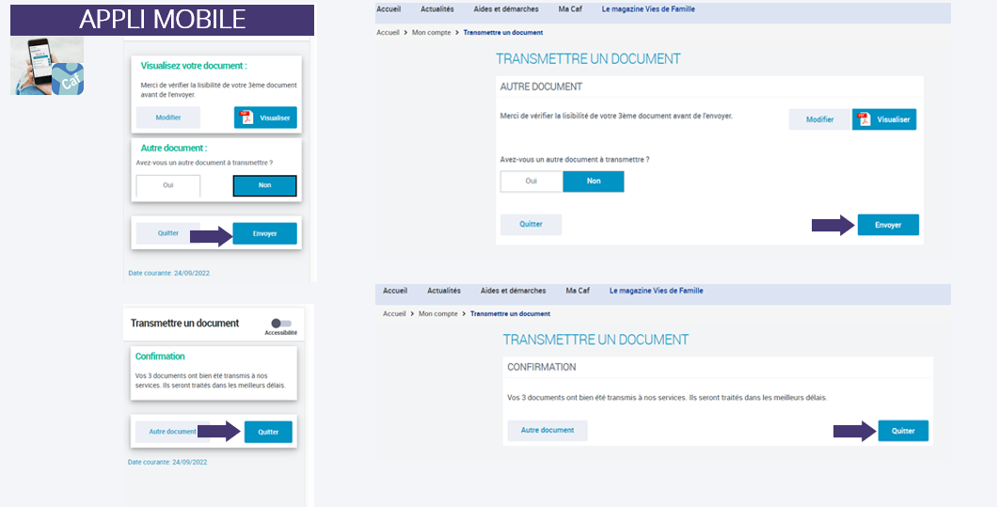 APPLI MOBILE
Caf
Visualisez votre document :
Merci de vérifier la lisibilité de votre 3ème document
avant de l'envoyer.
Modifier
PDF Visualiser
Autre document :
Avez-vous un autre document à transmettre ?
Oui
Non
Quitter
Envoyer
Date courante: 24/09/2022
Transmettre un document
Accessibilité
Confirmation
Vos 3 documents ont bien été transmis à nos
services. Ils seront traités dans les meilleurs délais.
Autre document
Quitter
Date courante: 24/09/2022
Accueil Actualités Aides et démarches Ma Caf Le magazine Vies de Famille
Accueil > Mon compte > Transmettre un document
TRANSMETTRE UN DOCUMENT
AUTRE DOCUMENT
Merci de vérifier la lisibilité de votre 3ème document avant de l'envoyer.
Modifier
PDF Visualiser
Avez-vous un autre document à transmettre ?
Oui
Non
Quitter
Envoyer
Accueil Actualités Aides et démarches Ma Caf Le magazine Vies de Famille
Accueil > Mon compte > Transmettre un document
TRANSMETTRE UN DOCUMENT
CONFIRMATION
Vos 3 documents ont bien été transmis à nos services. Ils seront traités dans les meilleurs délais.
Autre document
Quitter